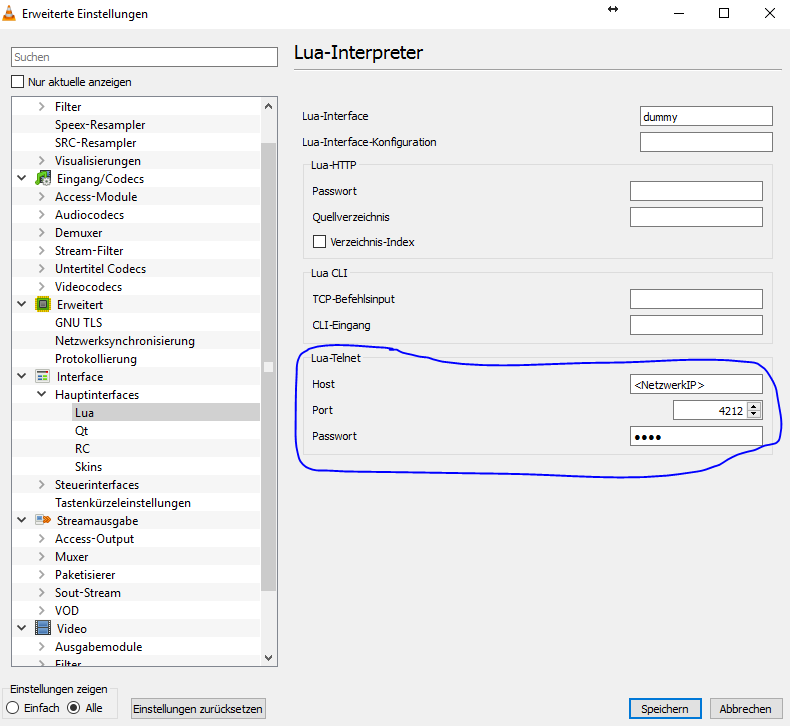 Erweiterte Einstellungen
Suchen
Nur aktuelle anzeigen
Filter
Speex-Resampler
SRC-Resampler
Visualisierungen
Eingang/Codecs
Access-Module
Audiocodecs
Demuxer
Stream-Filter
Untertitel Codecs
Videocodecs
Erweitert
GNU TLS
Netzwerksynchronisierung
Protokollierung
Interface
Hauptinterfaces
Lua
Qt
RC
Skins
Steuerinterfaces
Tastenkürzeleinstellungen
Streamausgabe
Access-Output
Muxer
Paketisierer
Sout-Stream
VOD
Video
Ausgabemodule
Filter
Lua-Interpreter
Lua-Interface dummy
Lua-Interface-Konfiguration
Lua-HTTP
Passwort
Quellverzeichnis
Verzeichnis-Index
Lua CLI
TCP-Befehlsinput
CLI-Eingang
Lua-Telnet
Host <NetzwerkIP>
Port 4212
Passwort ●●●●
Einstellungen zeigen
Einfach Alle
Einstellungen zurücksetzen
Speichern
Abbrechen